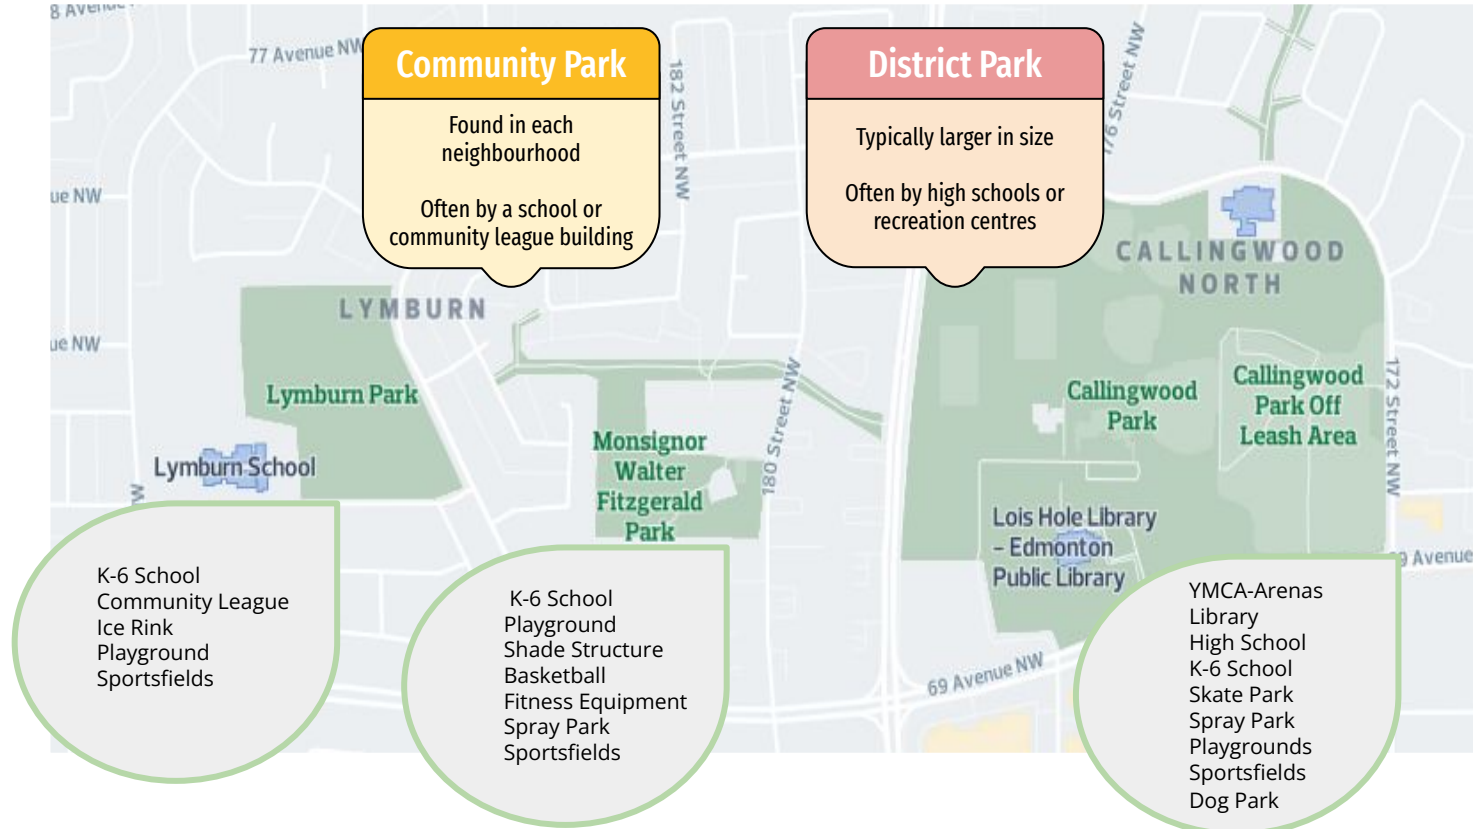 8 Avenue
77 Avenue NW
182 Street NW
176 Street NW
Community Park
Found in each
neighbourhood
Often by a school or
community league building
District Park
Typically larger in size
Often by high schools or
recreation centres
ue NW
ue NW
CALLINGWOOD
NORTH
LYMBURN
Lymburn Park
Lymburn School
W
Monsignor
Walter
Fitzgerald
Park
180 Street NW
Callingwood
Park
Callingwood
Park Off
Leash Area
172 Street NW
Lois Hole Library
– Edmonton
Public Library
9 Avenue
69 Avenue NW
K-6 School
Community League
Ice Rink
Playground
Sportsfields
K-6 School
Playground
Shade Structure
Basketball
Fitness Equipment
Spray Park
Sportsfields
YMCA-Arenas
Library
High School
K-6 School
Skate Park
Spray Park
Playgrounds
Sportsfields
Dog Park